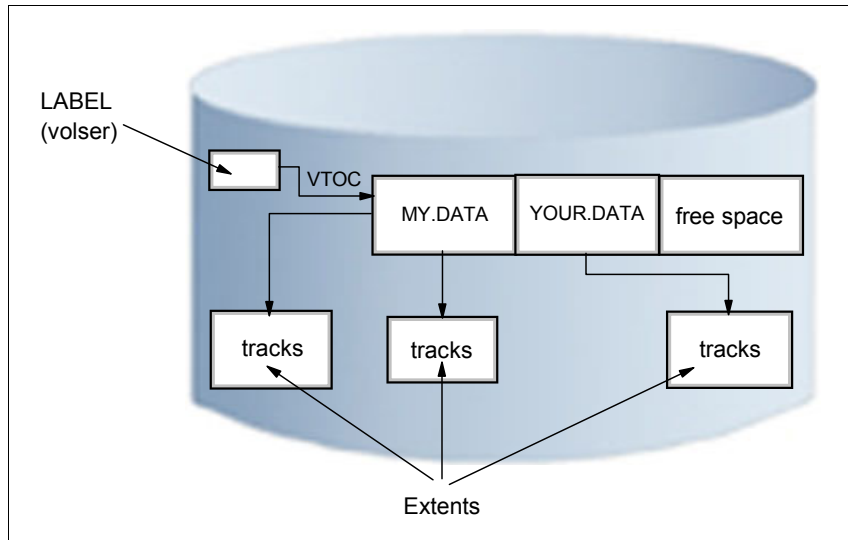 LABEL
(volser)
VTOC
MY.DATA
YOUR.DATA
free space
tracks
tracks
tracks
Extents